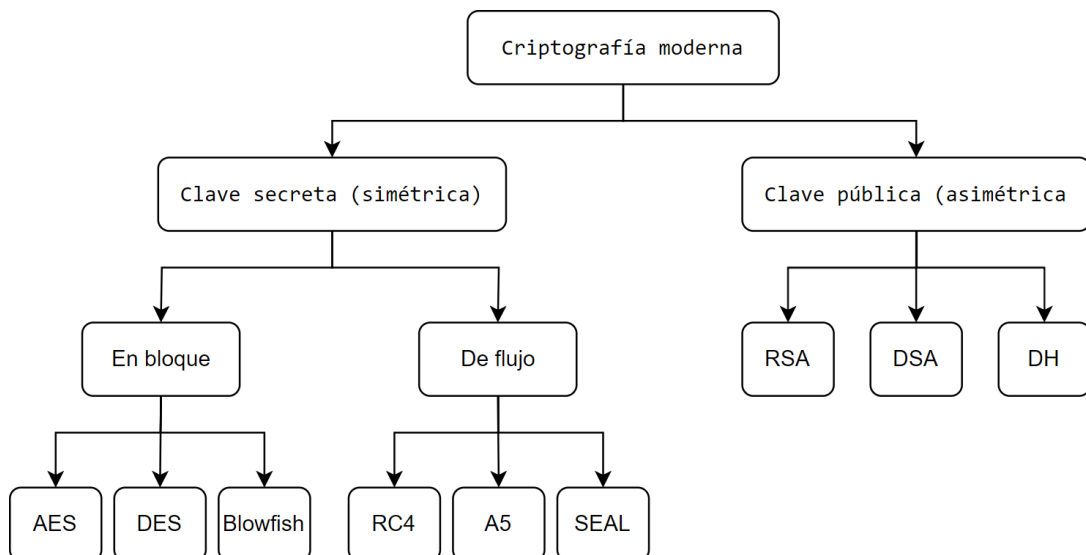 Criptografía moderna
Clave secreta (simétrica)
Clave pública (asimétrica
En bloque
De flujo
RSA
DSA
DH
AES
DES
Blowfish
RC4
A5
SEAL